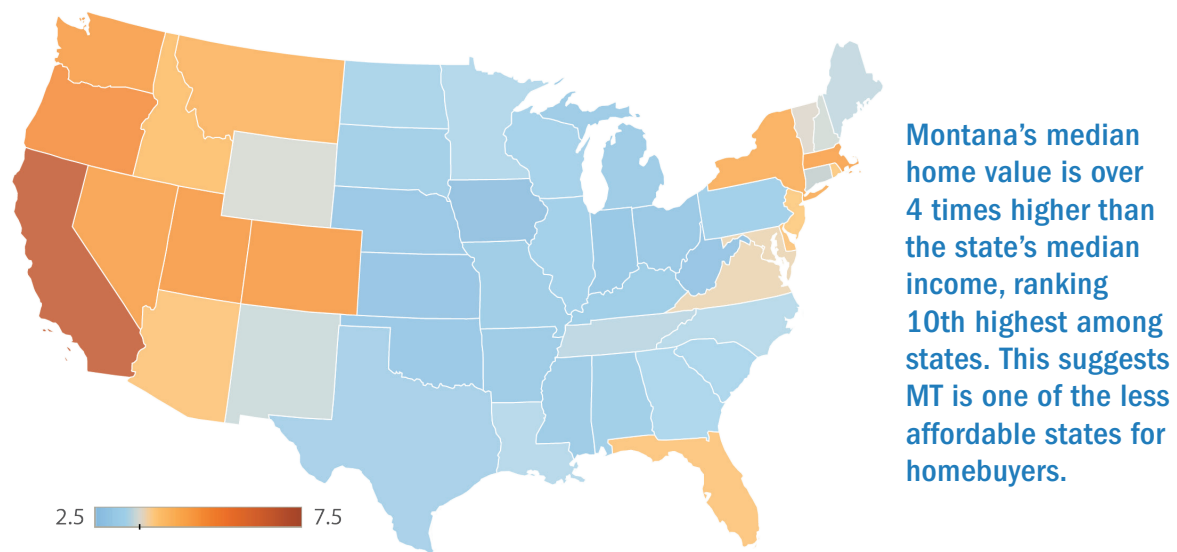 Montana’s median
home value is over
4 times higher than
the state’s median
income, ranking
10th highest among
states. This suggests
MT is one of the less
affordable states for
homebuyers.
2.5
7.5